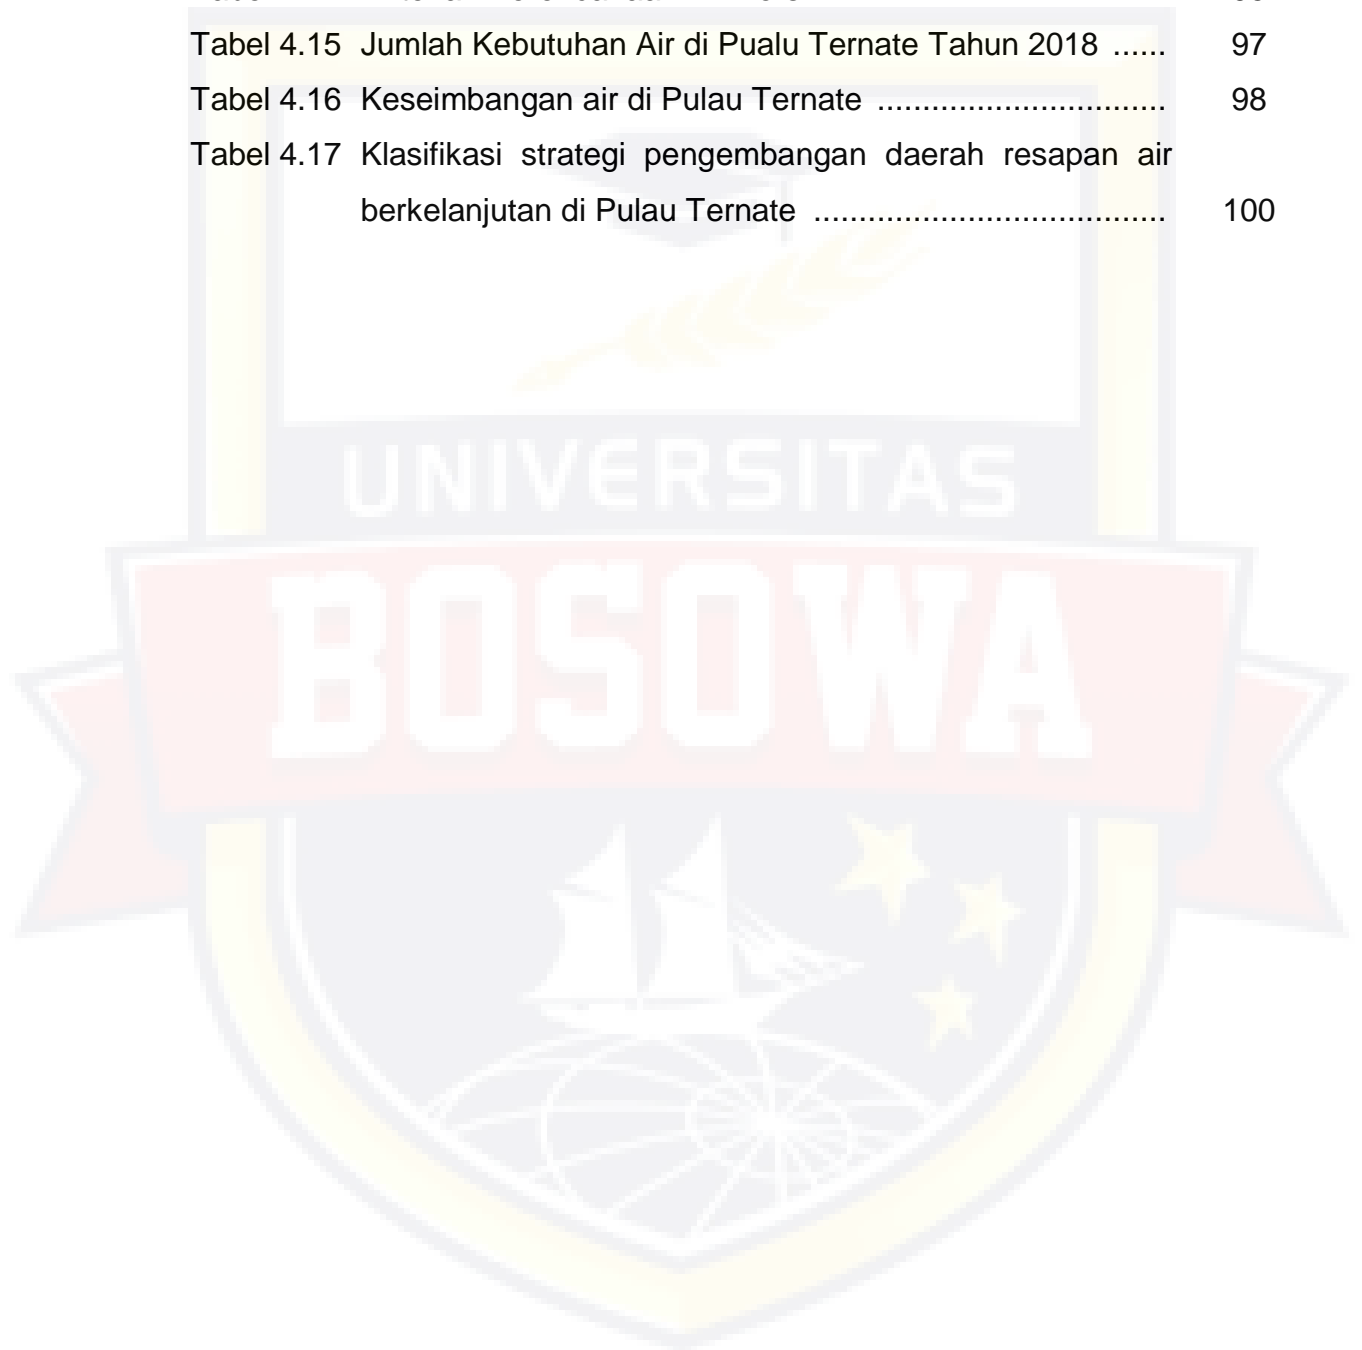 Tabel 4.15 Jumlah Kebutuhan Air di Pualu Ternate Tahun 2018 ...... 97
Tabel 4.16 Keseimbangan air di Pulau Ternate ................................ 98
Tabel 4.17 Klasifikasi strategi pengembangan daerah resapan air
berkelanjutan di Pulau Ternate ....................................... 100
UNIVERSITAS
BOSOWA